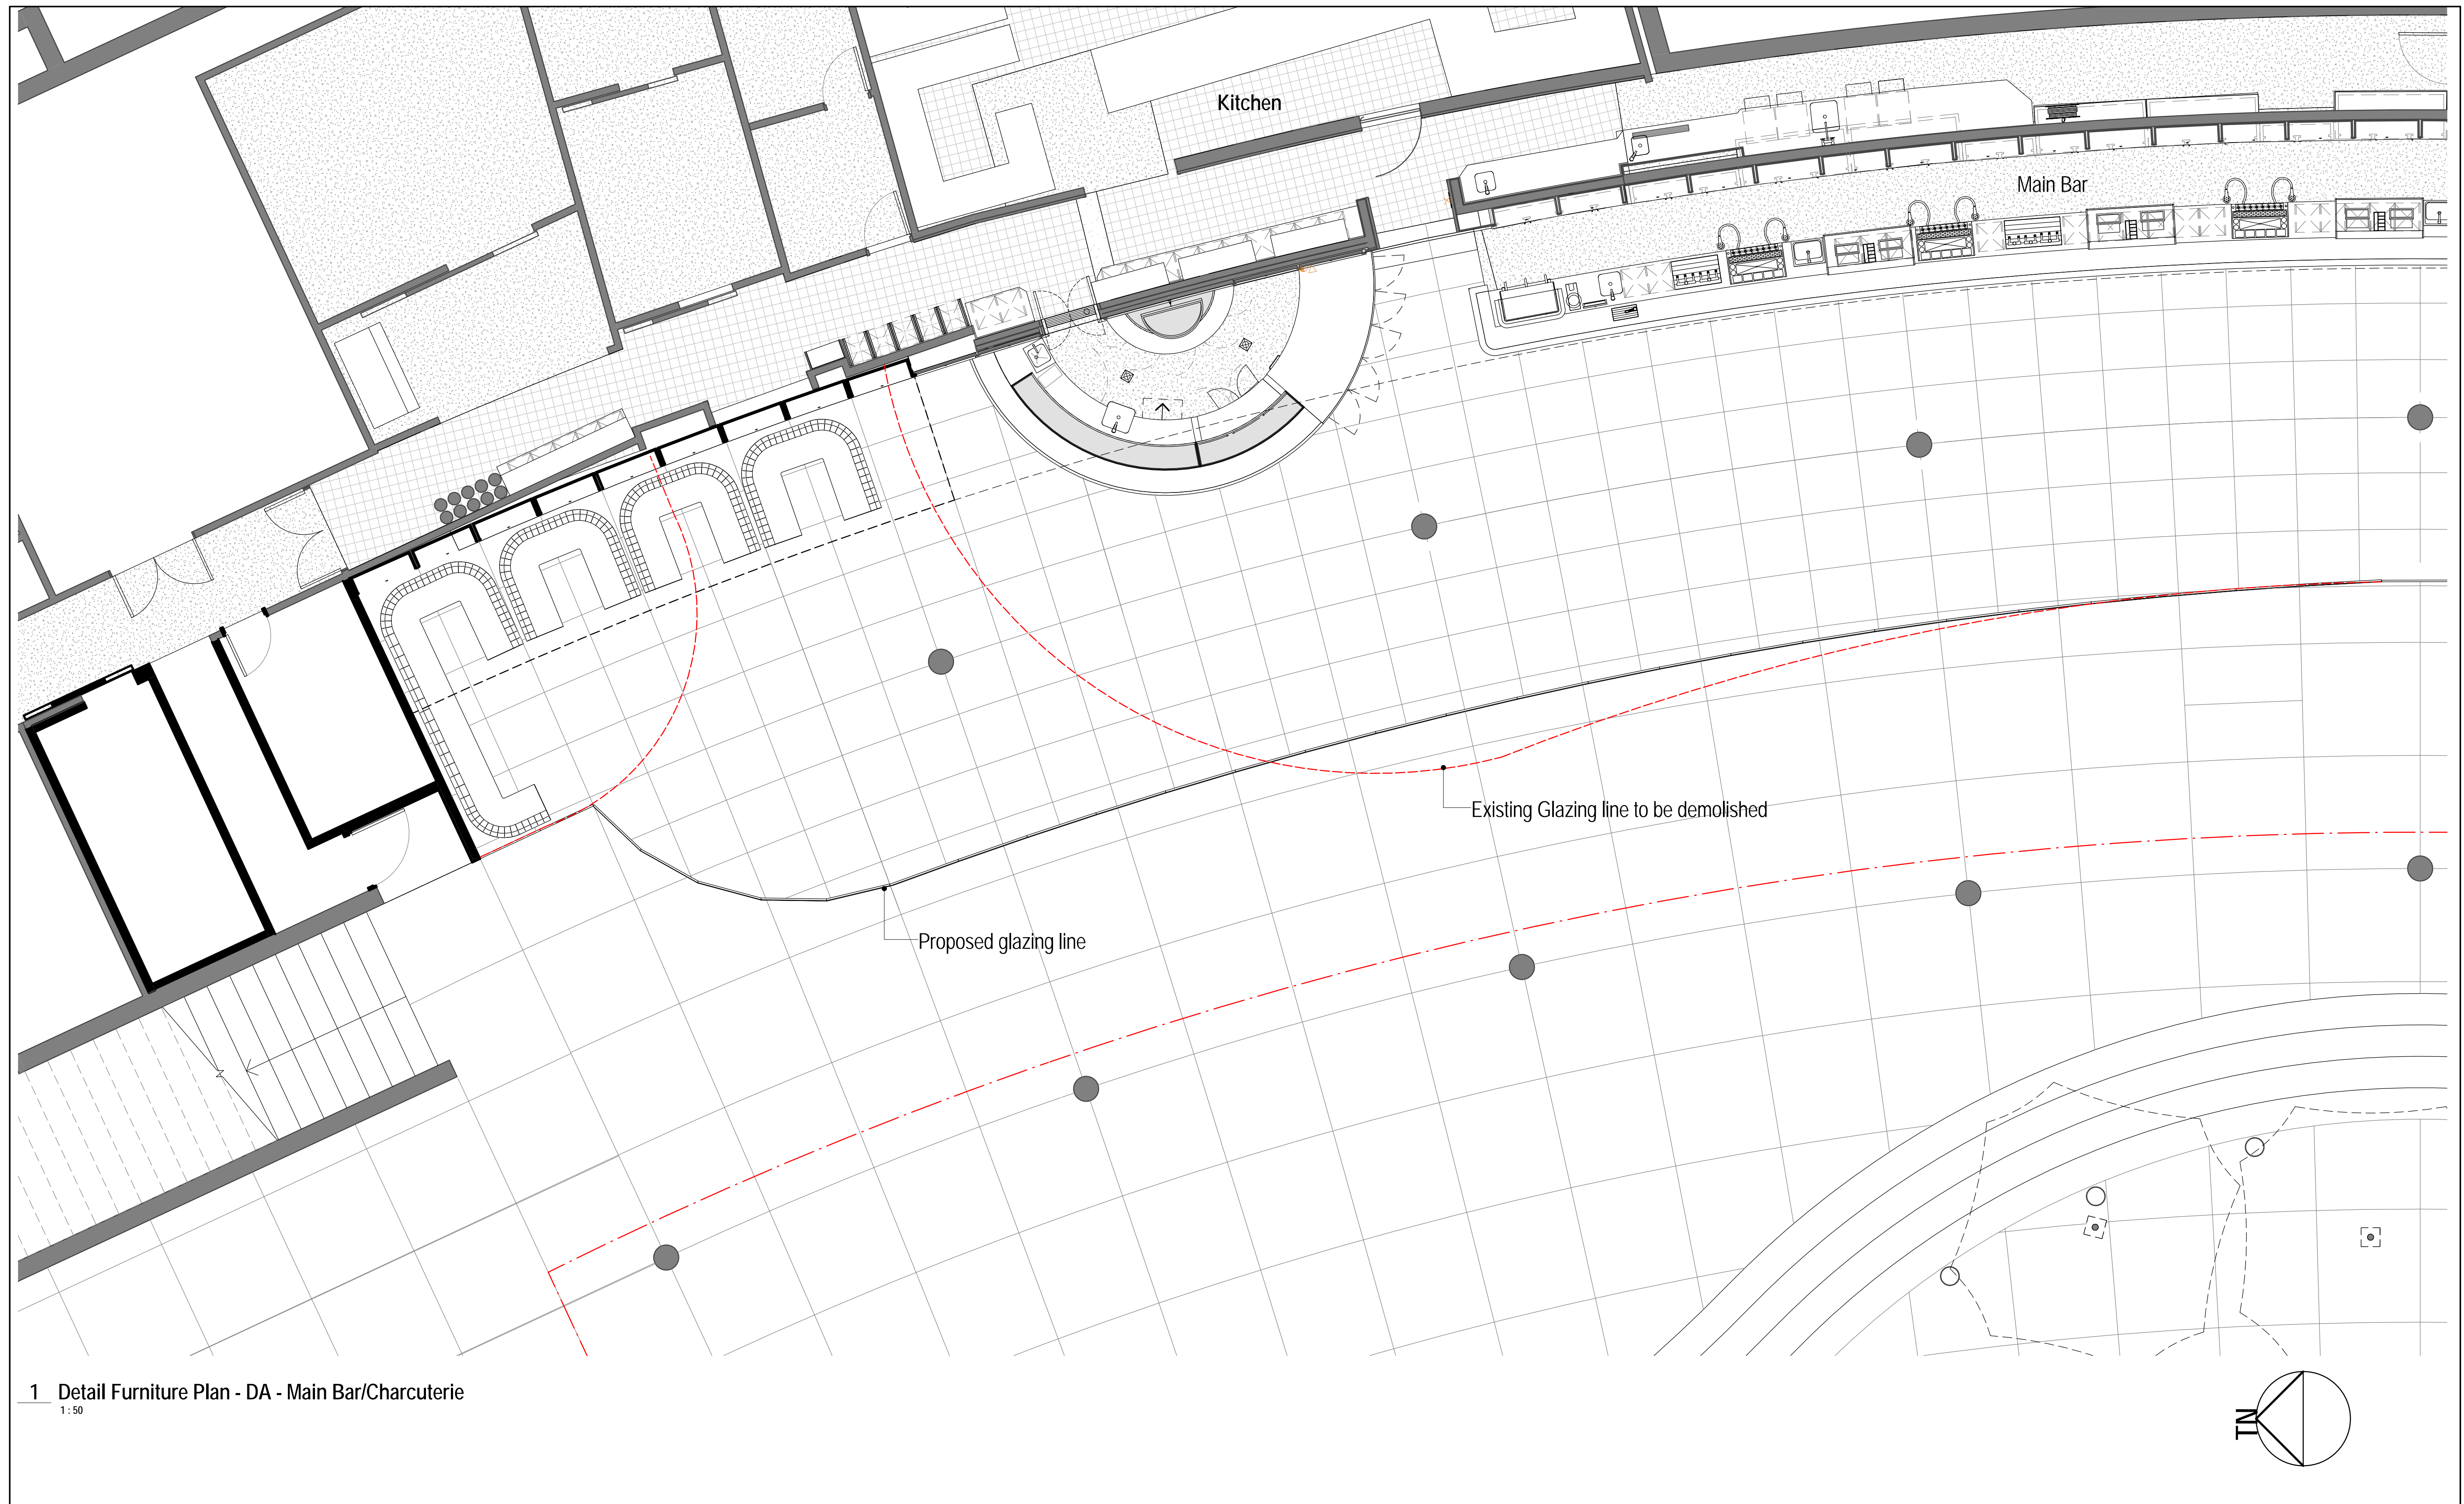 Kitchen
Main Bar
Existing Glazing line to be demolished
Proposed glazing line
1 Detail Furniture Plan - DA - Main Bar/Charcuterie
1 : 50
TN